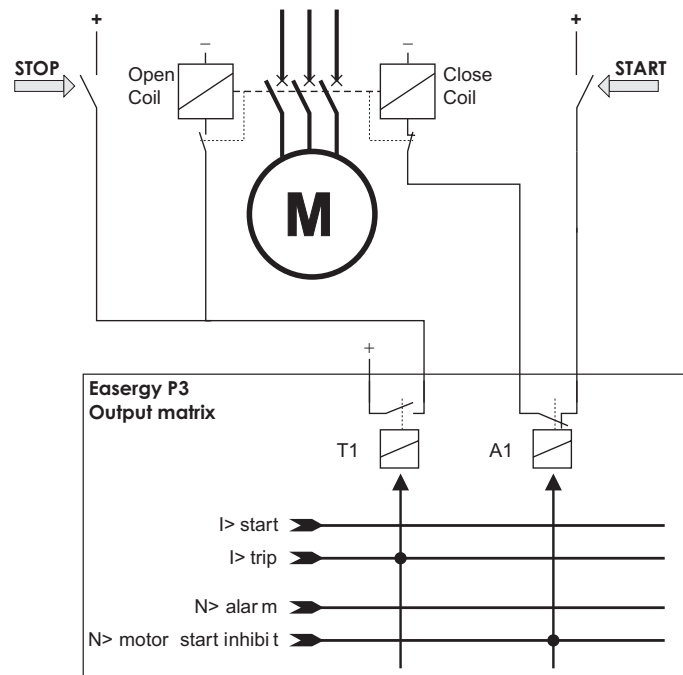 +
+
STOP
Open
Coil
−
−
Close
Coil
START
M
+
Easergy P3
Output matrix
T1
A1
I> start
I> trip
N> alar m
N> motor start inhibi t